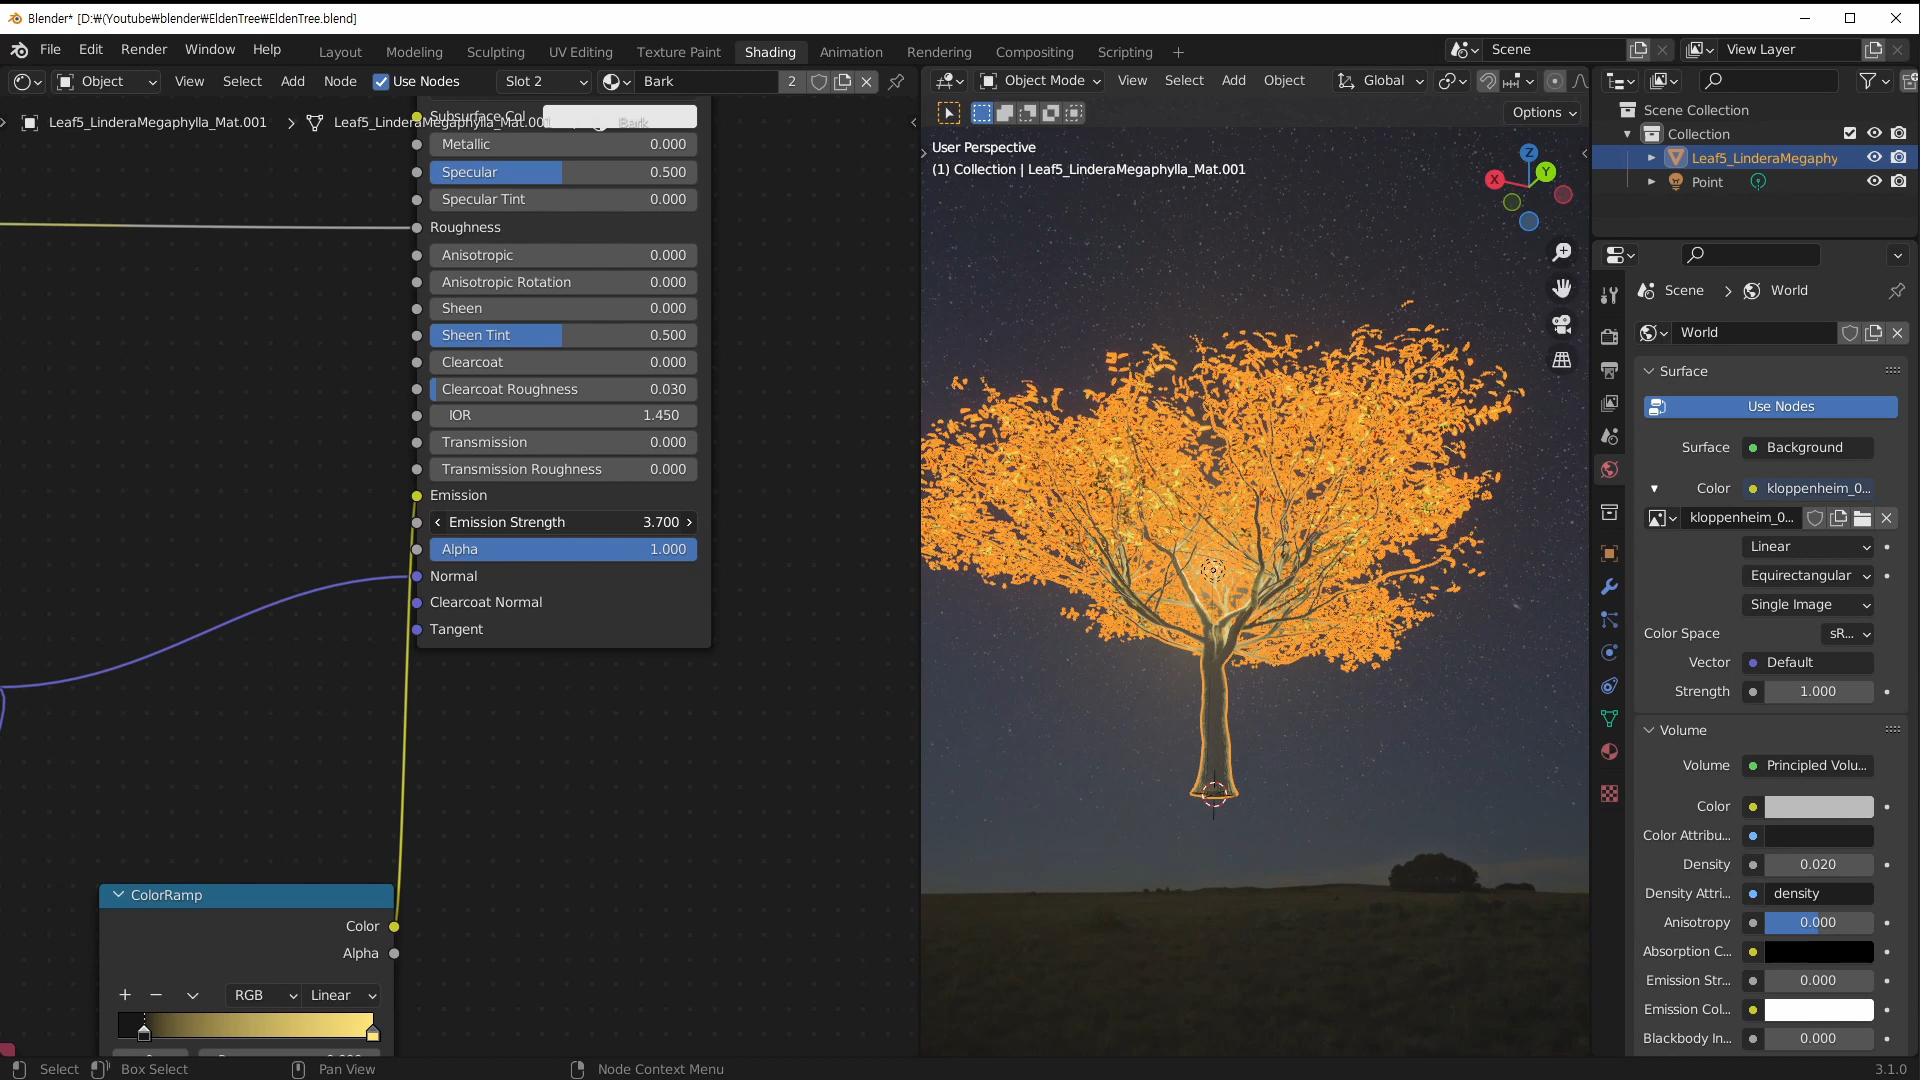 Blender* [D:₩(Youtube₩blender₩EldenTree₩EldenTree.blend]
File Edit Render Window Help Layout Modeling Sculpting UV Editing Texture Paint Shading Animation Rendering Compositing Scripting + Scene View Layer
Object View Select Add Node Use Nodes Slot 2 Bark 2 Object Mode View Select Add Object Global
Options
Leaf5_LinderaMegaphylla_Mat.001 > Leaf5_LinderaMegaphylla_Mat.001 Bark
Subsurface Col
Metallic 0.000
Specular 0.500
Specular Tint 0.000
Roughness
Anisotropic 0.000
Anisotropic Rotation 0.000
Sheen 0.000
Sheen Tint 0.500
Clearcoat 0.000
Clearcoat Roughness 0.030
IOR 1.450
Transmission 0.000
Transmission Roughness 0.000
Emission
Emission Strength 3.700
Alpha 1.000
Normal
Clearcoat Normal
Tangent
ColorRamp
Color
Alpha
+ − RGB Linear
User Perspective
(1) Collection | Leaf5_LinderaMegaphylla_Mat.001
Z
X
Y
Scene Collection
Collection
Leaf5_LinderaMegaphy
Point
Scene > World
World
Surface
Use Nodes
Surface Background
Color kloppenheim_0...
kloppenheim_0...
Linear
Equirectangular
Single Image
Color Space sR...
Vector Default
Strength 1.000
Volume
Volume Principled Volu...
Color
Color Attribu...
Density 0.020
Density Attri... density
Anisotropy 0.000
Absorption C...
Emission Str... 0.000
Emission Col...
Blackbody In... 0.000
Select Box Select Pan View Node Context Menu 3.1.0